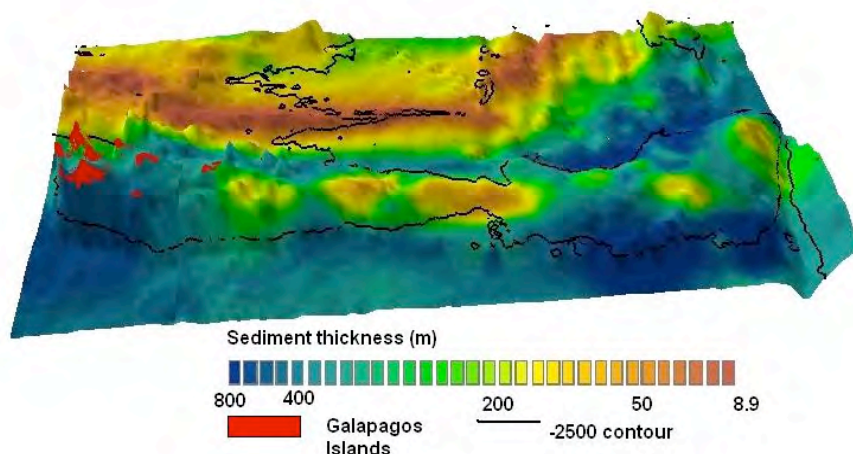 Sediment thickness (m)
800 400 200 50 8.9
Galapagos
Islands
-2500 contour